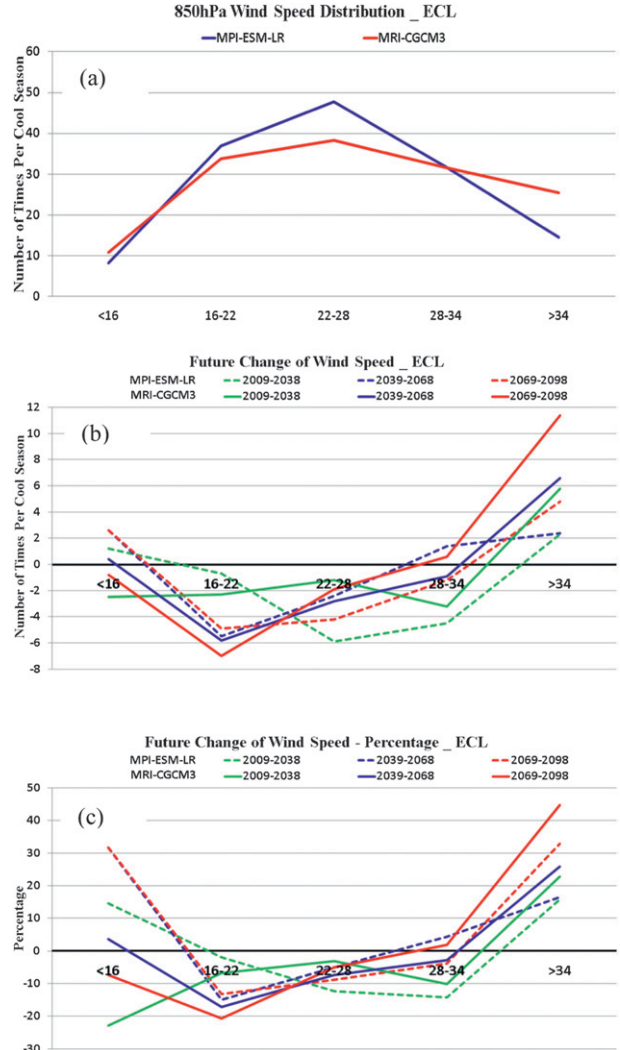 850hPa Wind Speed Distribution _ ECL
MPI-ESM-LR MRI-CGCM3
(a)
Number of Times Per Cool Season
60
50
40
30
20
10
0
<16 16-22 22-28 28-34 >34
Future Change of Wind Speed _ ECL
MPI-ESM-LR 2009-2038 2039-2068 2069-2098
MRI-CGCM3 2009-2038 2039-2068 2069-2098
(b)
Number of Times Per Cool Season
12
10
8
6
4
2
0
-2
-4
-6
-8
<16 16-22 22-28 28-34 >34
Future Change of Wind Speed - Percentage _ ECL
MPI-ESM-LR 2009-2038 2039-2068 2069-2098
MRI-CGCM3 2009-2038 2039-2068 2069-2098
(c)
Percentage
50
40
30
20
10
0
-10
-20
-30
<16 16-22 22-28 28-34 >34